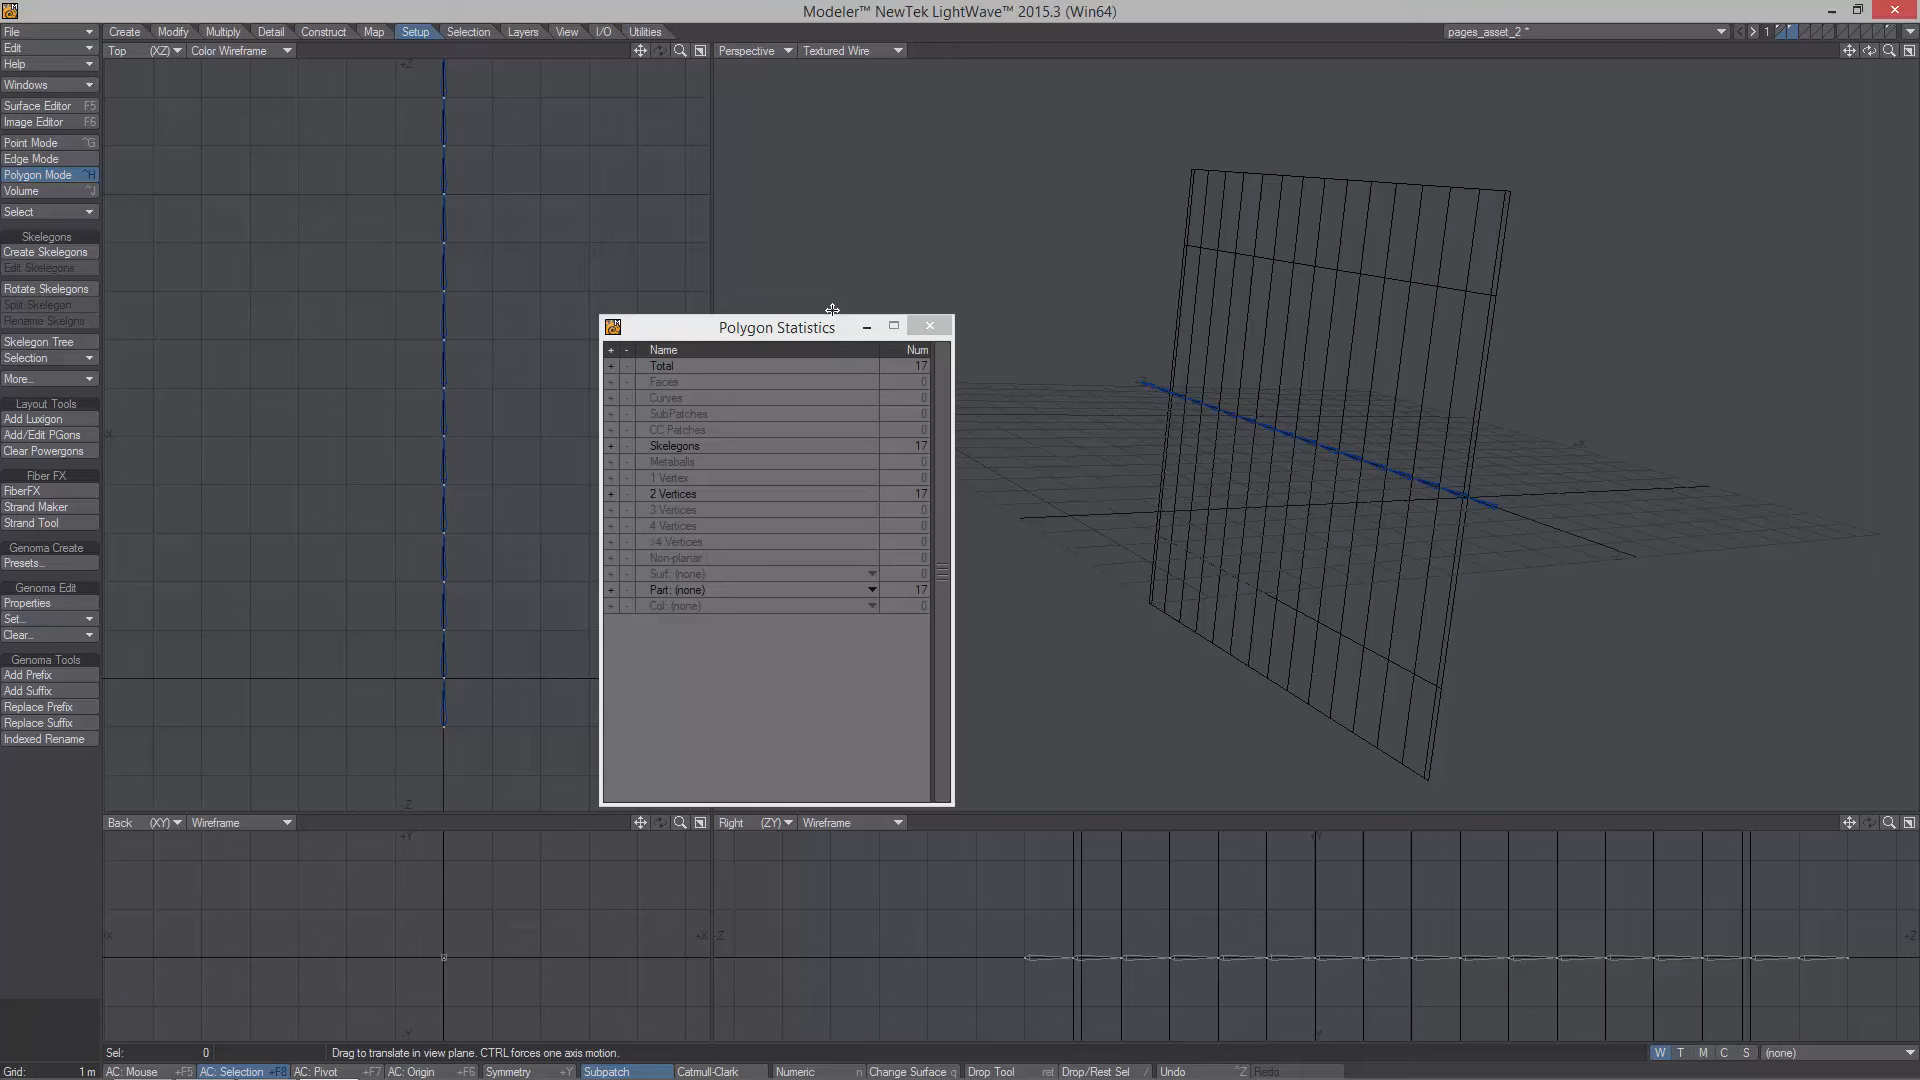 Modeler™ NewTek LightWave™ 2015.3 (Win64)
File Create Modify Multiply Detail Construct Map Setup Selection Layers View I/O Utilities pages_asset_2 * 1
Edit Top (XZ) Color Wireframe Perspective Textured Wire
Help
Windows
Surface Editor F5
Image Editor F6
Point Mode ^G
Edge Mode
Polygon Mode ^H
Volume ^J
Select
Skelegons
Create Skelegons
Edit Skelegons
Rotate Skelegons
Split Skelegon
Rename Skelgns
Skelegon Tree
Selection
More...
Layout Tools
Add Luxigon
Add/Edit PGons
Clear Powergons
Fiber FX
FiberFX
Strand Maker
Strand Tool
Genoma Create
Presets...
Genoma Edit
Properties
Set...
Clear...
Genoma Tools
Add Prefix
Add Suffix
Replace Prefix
Replace Suffix
Indexed Rename
+Z
-Z
Polygon Statistics
+ - Name Num
+ - Total 17
+ - Faces 0
+ - Curves 0
+ - SubPatches 0
+ - CC Patches 0
+ - Skelegons 17
+ - Metaballs 0
+ - 1 Vertex 0
+ - 2 Vertices 17
+ - 3 Vertices 0
+ - 4 Vertices 0
+ - >4 Vertices 0
+ - Non-planar 0
+ - Surf: (none) 0
+ - Part: (none) 17
+ - Col: (none) 0
Back (XY) Wireframe Right (ZY) Wireframe
+Y +Y
-X +X -Z +Z
-Y -Y
Sel: 0 Drag to translate in view plane. CTRL forces one axis motion. W T M C S (none)
Grid: 1 m AC: Mouse +F5 AC: Selection +F8 AC: Pivot +F7 AC: Origin +F6 Symmetry +Y Subpatch Catmull-Clark Numeric n Change Surface q Drop Tool ret Drop/Rest Sel / Undo ^Z Redo